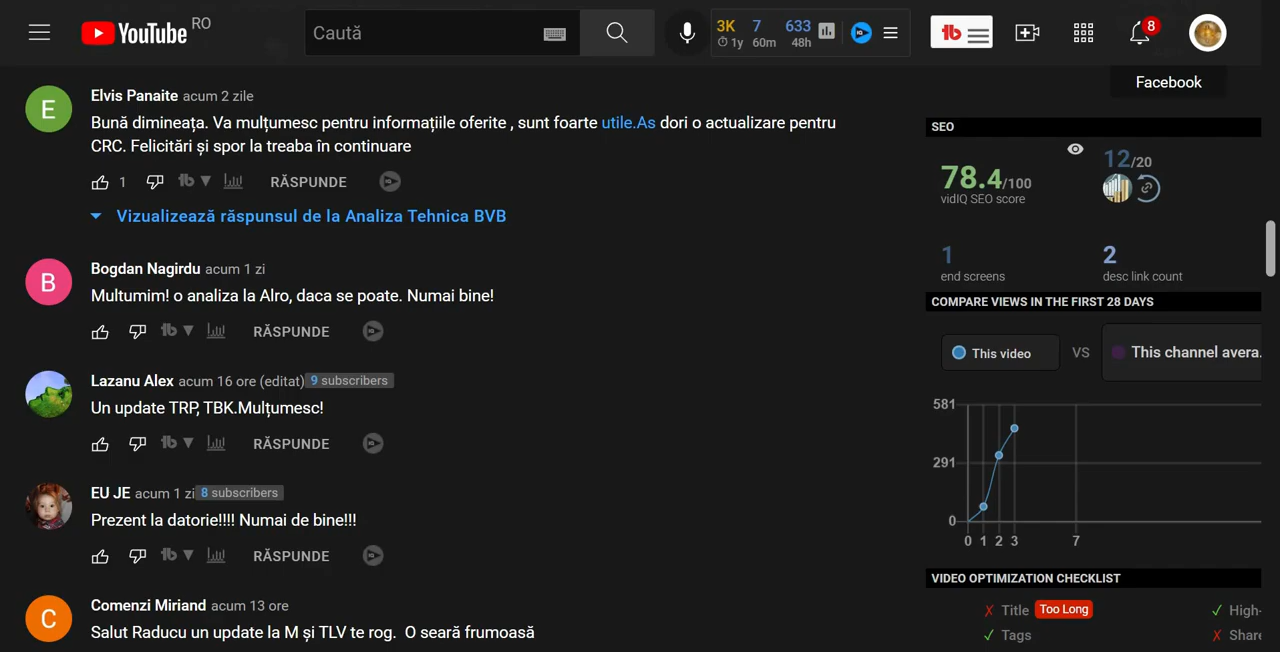 YouTube RO
Caută
3K 7 633
1y 60m 48h
8
Facebook
Elvis Panaite acum 2 zile
Bună dimineața. Va mulțumesc pentru informațiile oferite , sunt foarte utile.As dori o actualizare pentru
CRC. Felicitări și spor la treaba în continuare
1 RĂSPUNDE
Vizualizează răspunsul de la Analiza Tehnica BVB
Bogdan Nagirdu acum 1 zi
Multumim! o analiza la Alro, daca se poate. Numai bine!
RĂSPUNDE
Lazanu Alex acum 16 ore (editat) 9 subscribers
Un update TRP, TBK.Mulțumesc!
RĂSPUNDE
EU JE acum 1 zi 8 subscribers
Prezent la datorie!!!! Numai de bine!!!
RĂSPUNDE
Comenzi Miriand acum 13 ore
Salut Raducu un update la M și TLV te rog. O seară frumoasă
E
B
C
SEO
78.4/100
vidIQ SEO score
12/20
1
end screens
2
desc link count
COMPARE VIEWS IN THE FIRST 28 DAYS
This video VS This channel avera.
581
291
0
0 1 2 3 7
VIDEO OPTIMIZATION CHECKLIST
Title Too Long
High-
Tags
Share